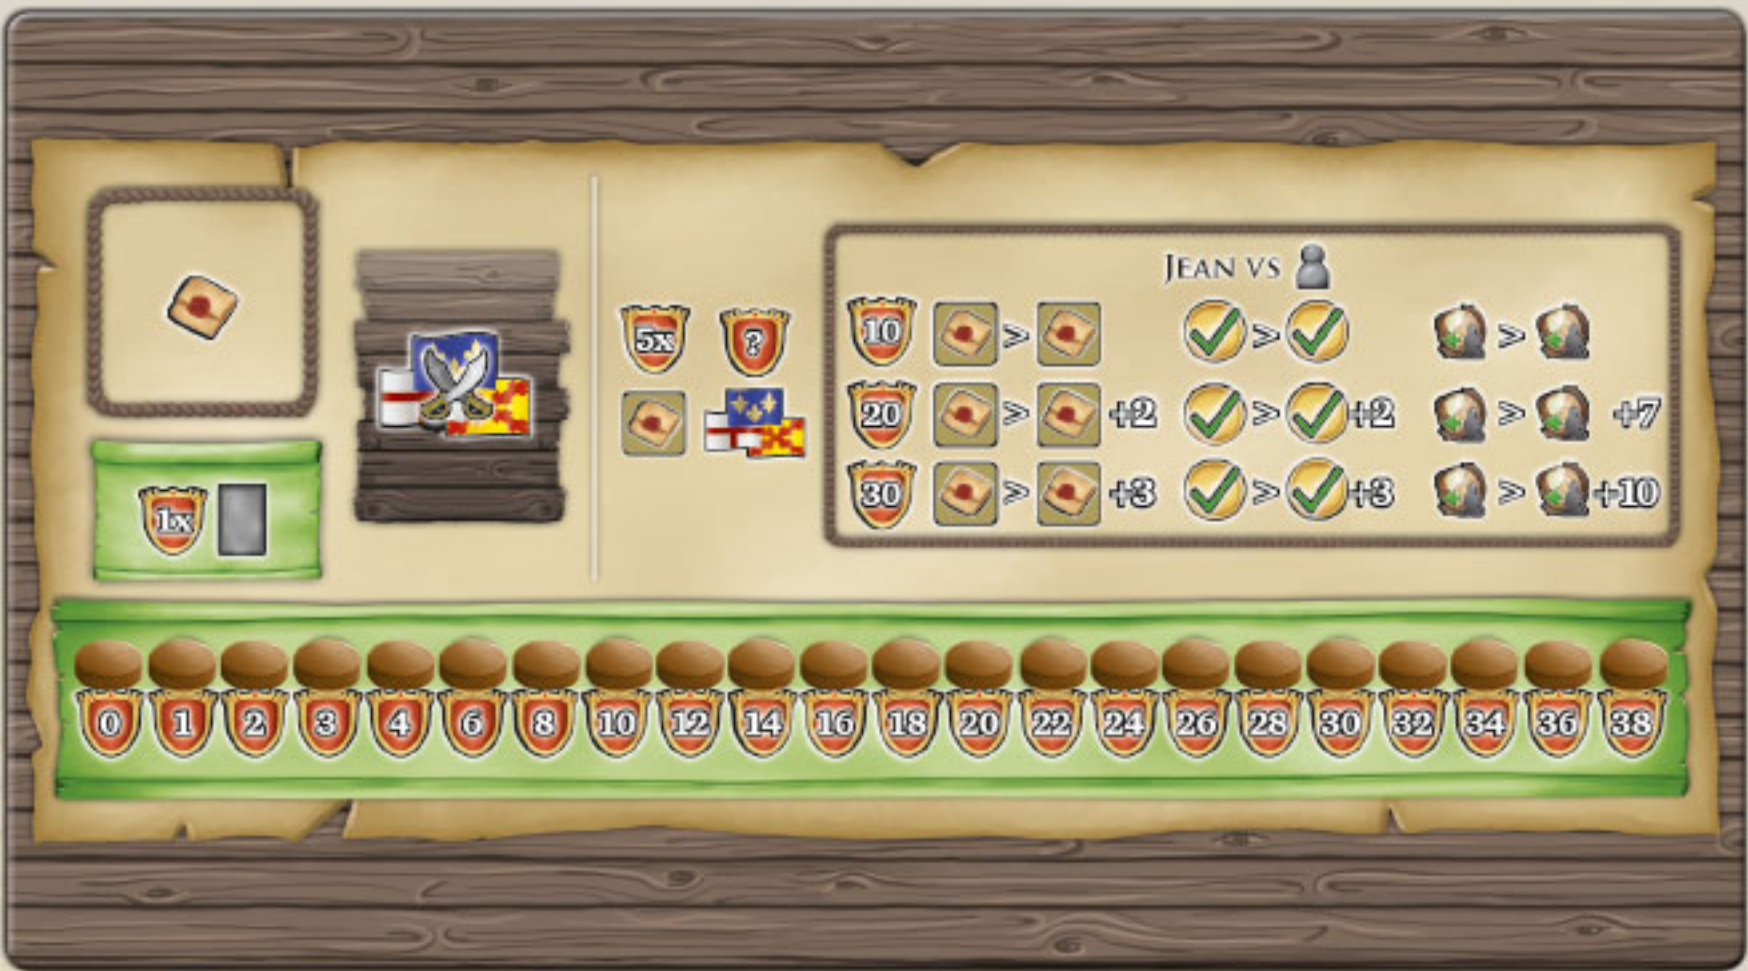 JEAN VS
5x ? 10 > > >
20 > +2 > +2 > +7
30 > +3 > +3 > +10
1x
0 1 2 3 4 6 8 10 12 14 16 18 20 22 24 26 28 30 32 34 36 38